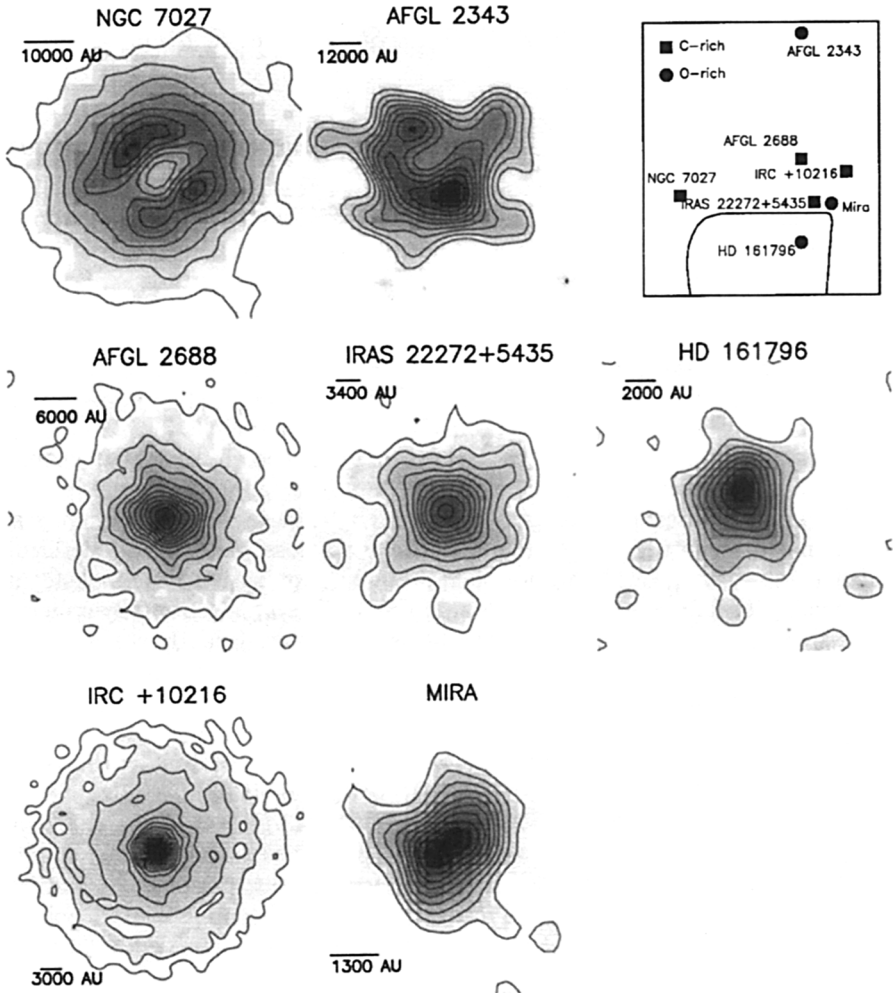 NGC 7027
10000 AU
AFGL 2343
12000 AU
C-rich
O-rich
AFGL 2343
AFGL 2688
IRC +10216
NGC 7027
IRAS 22272+5435
Mira
HD 161796
AFGL 2688
6000 AU
IRAS 22272+5435
3400 AU
HD 161796
2000 AU
IRC +10216
3000 AU
MIRA
1300 AU